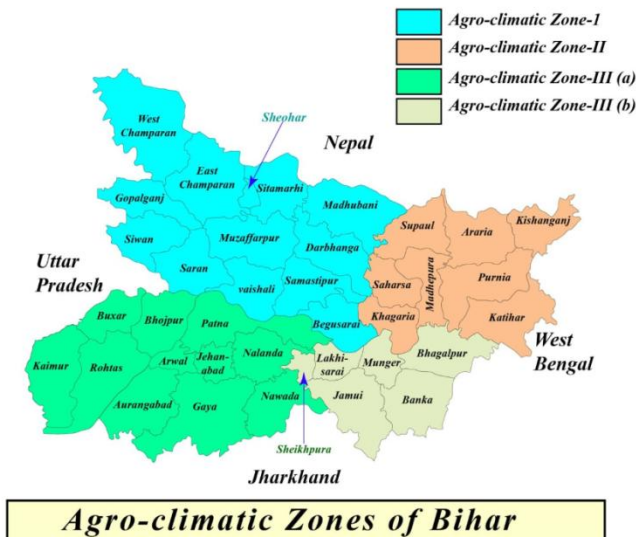 Agro-climatic Zone-1
Agro-climatic Zone-II
Agro-climatic Zone-III (a)
Agro-climatic Zone-III (b)
West
Champaran
Sheohar
Nepal
East
Champaran
Sitamarhi
Gopalganj
Madhubani
Supaul
Araria
Kishanganj
Siwan
Muzaffarpur
Darbhanga
Uttar
Pradesh
Saran
vaishali
Samastipur
Saharsa
Madhepura
Purnia
Begusarai
Khagaria
Katihar
West
Bengal
Buxar
Bhojpur
Patna
Kaimur
Rohtas
Arwal
Jehan-
abad
Nalanda
Lakhi-
sarai
Munger
Bhagalpur
Aurangabad
Gaya
Nawada
Jamui
Banka
Sheikhpura
Jharkhand
Agro-climatic Zones of Bihar